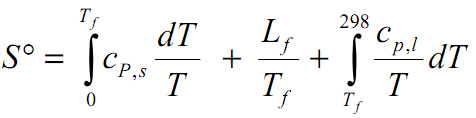 S° = ∫₀^{T_f} c_{P,s} dT/T + L_f/T_f + ∫_{T_f}^{298} c_{p,l}/T dT